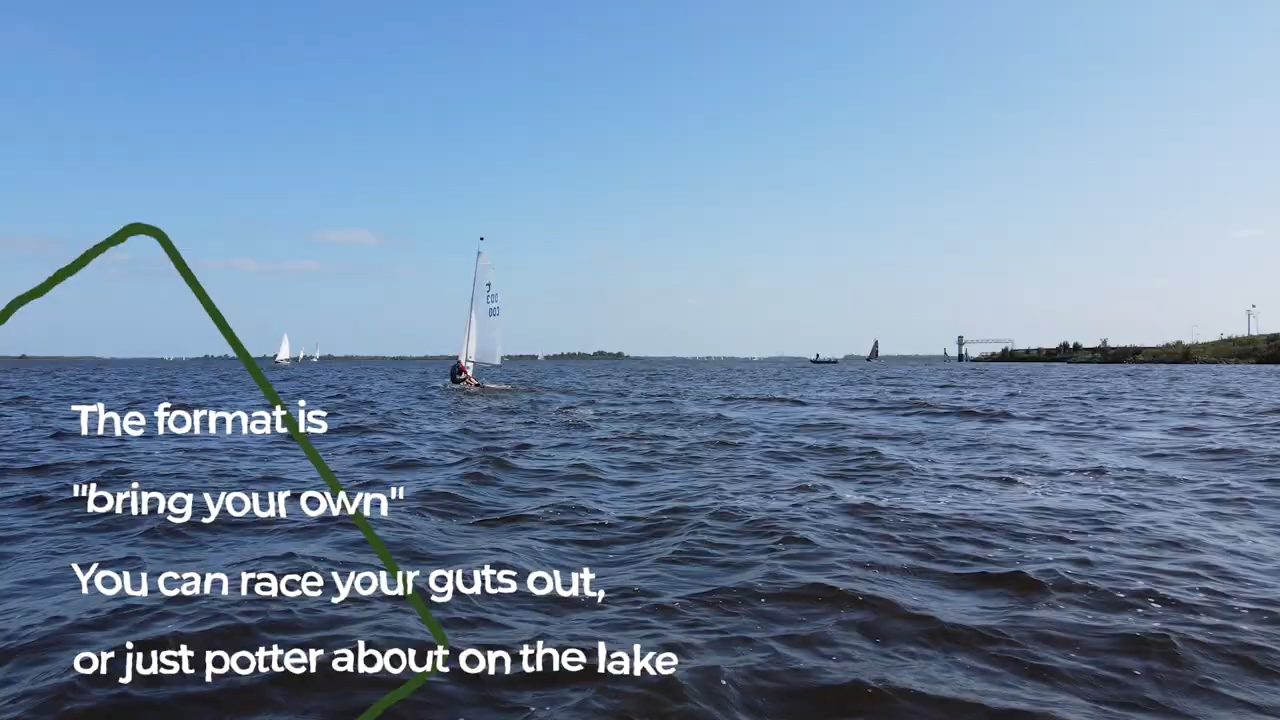 The format is
"bring your own"
You can race your guts out,
or just potter about on the lake